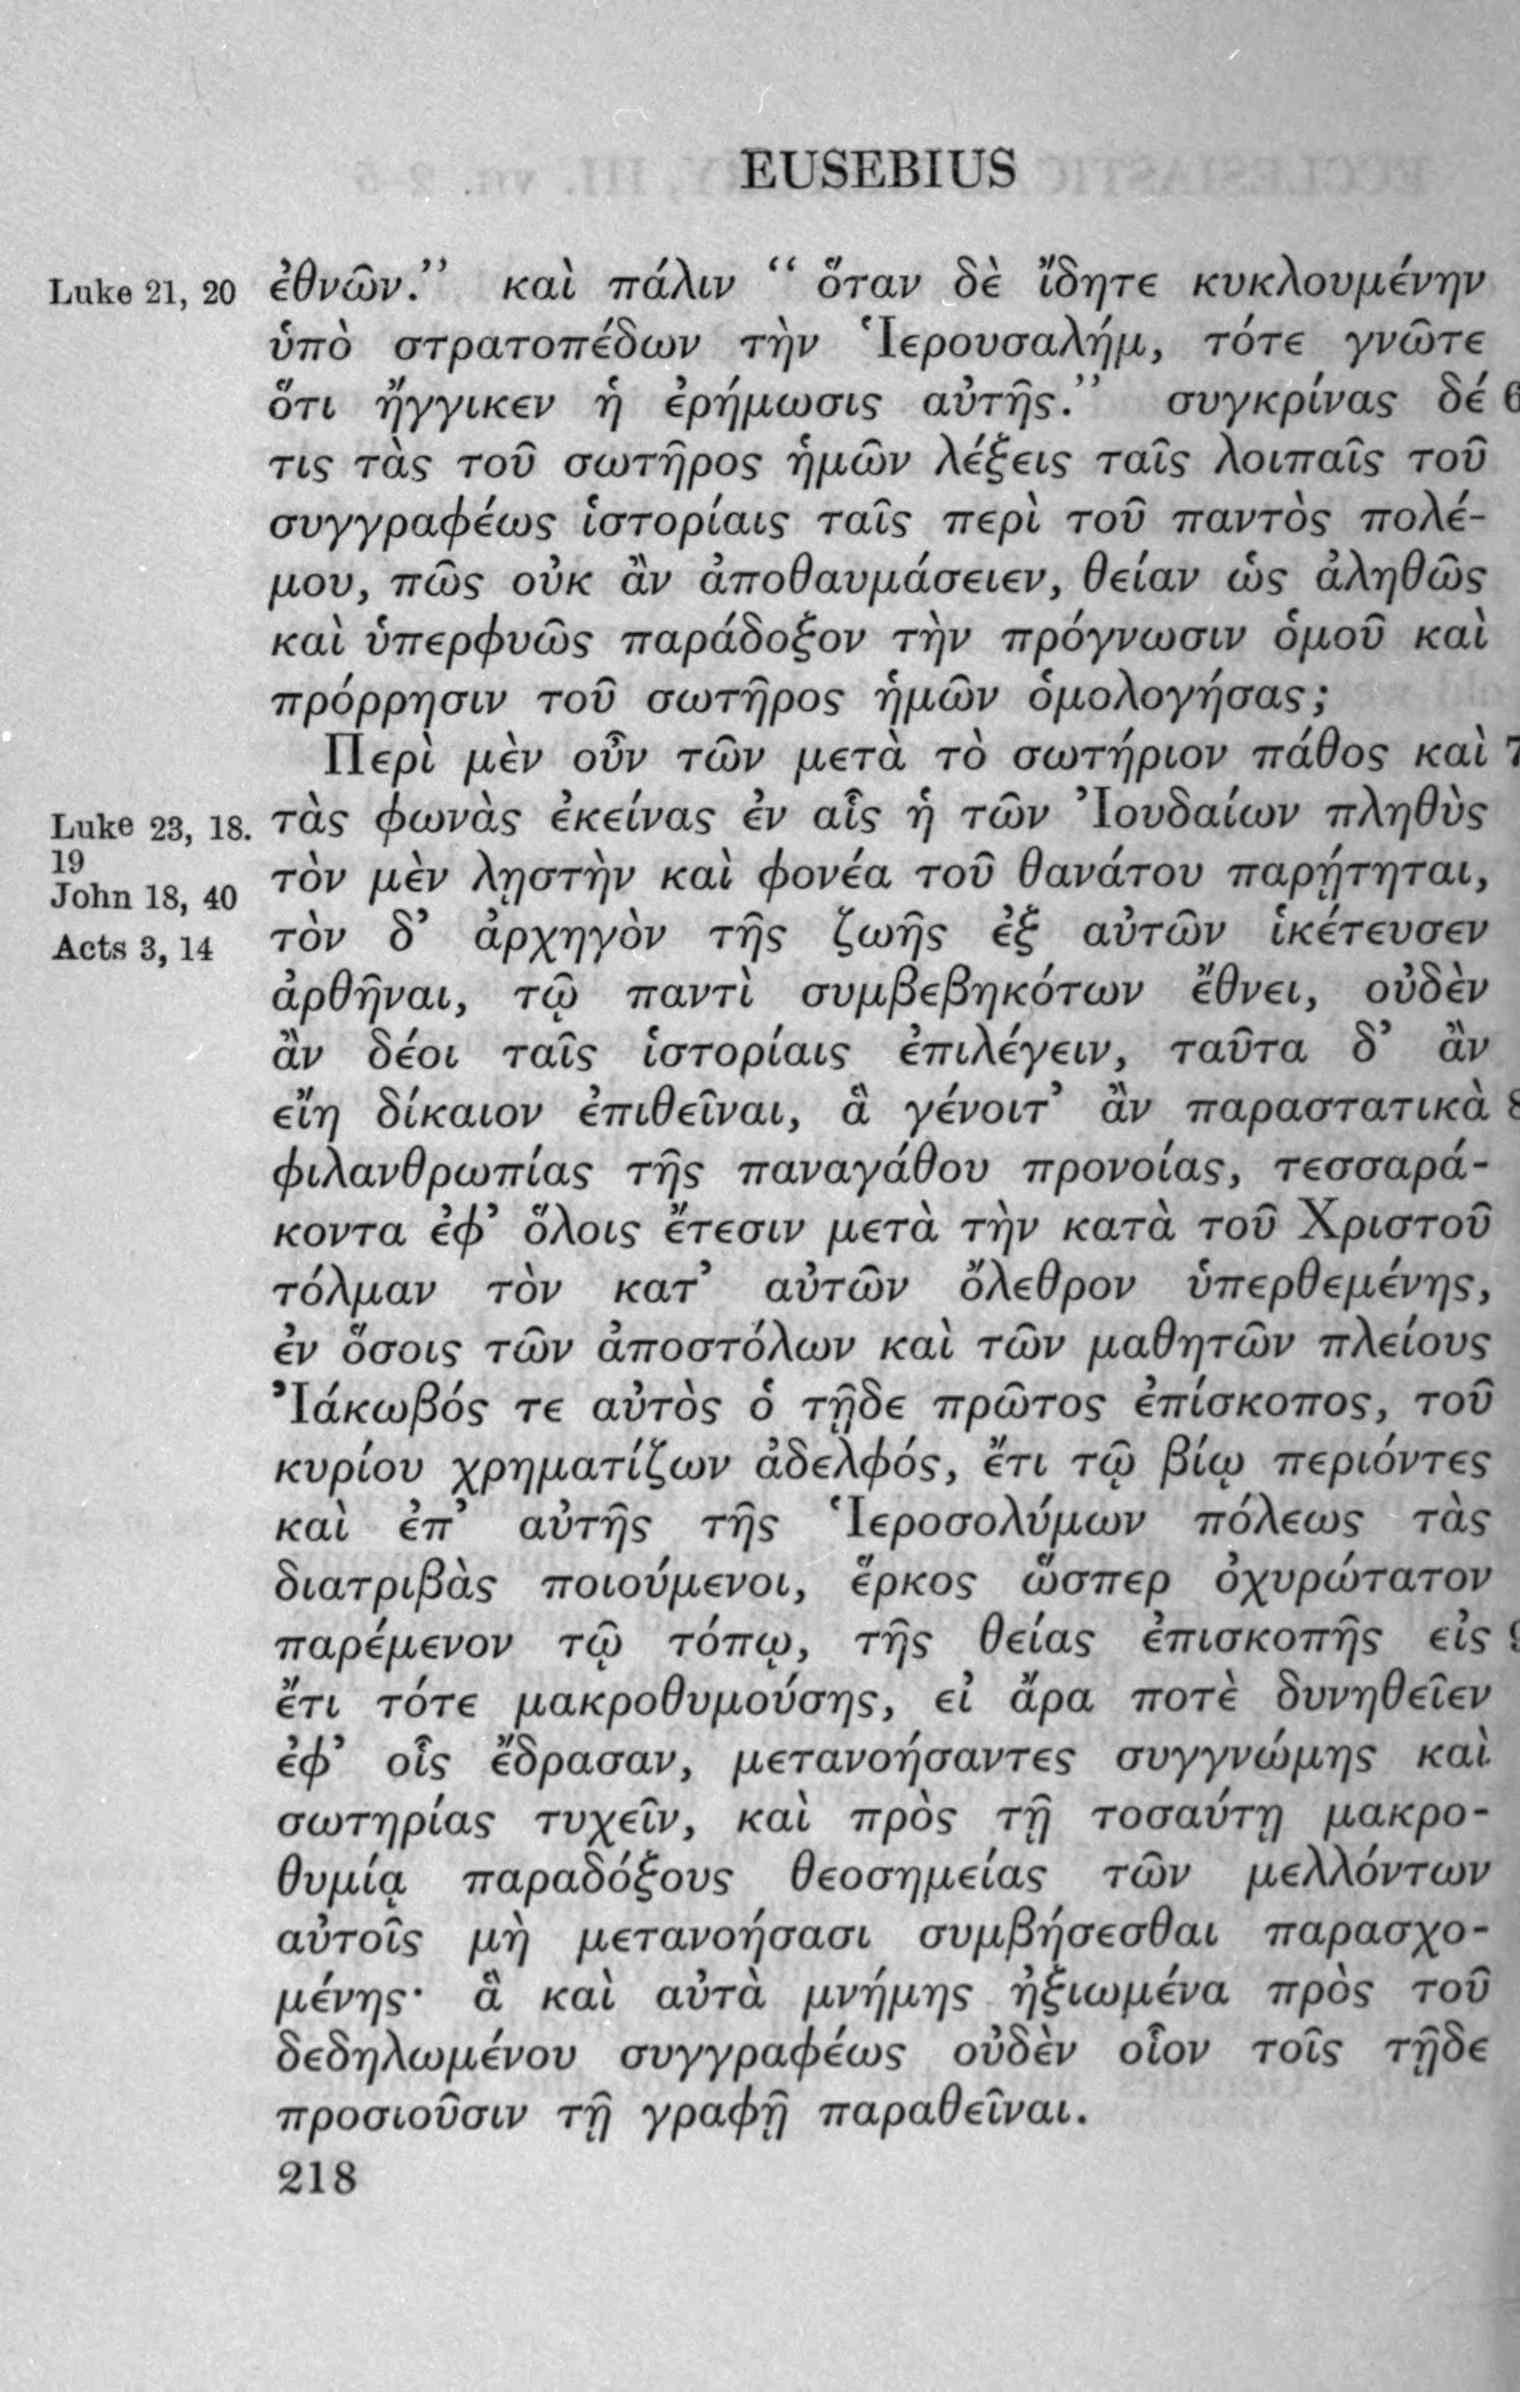 EUSEBIUS
Luke 21, 20 ἐθνῶν.” καὶ πάλιν “ ὅταν δὲ ἴδητε κυκλουμένην
ὑπὸ στρατοπέδων τὴν Ἱερουσαλήμ, τότε γνῶτε
ὅτι ἤγγικεν ἡ ἐρήμωσις αὐτῆς.” συγκρίνας δέ 6
τις τὰς τοῦ σωτῆρος ἡμῶν λέξεις ταῖς λοιπαῖς τοῦ
συγγραφέως ἱστορίαις ταῖς περὶ τοῦ παντὸς πολέ-
μου, πῶς οὐκ ἂν ἀποθαυμάσειεν, θείαν ὡς ἀληθῶς
καὶ ὑπερφυῶς παράδοξον τὴν πρόγνωσιν ὁμοῦ καὶ
πρόρρησιν τοῦ σωτῆρος ἡμῶν ὁμολογήσας;
Περὶ μὲν οὖν τῶν μετὰ τὸ σωτήριον πάθος καὶ 7
Luke 23, 18. τὰς φωνὰς ἐκείνας ἐν αἷς ἡ τῶν Ἰουδαίων πληθὺς
19
John 18, 40 τὸν μὲν λῃστὴν καὶ φονέα τοῦ θανάτου παρῄτηται,
Acts 3, 14 τὸν δ’ ἀρχηγὸν τῆς ζωῆς ἐξ αὐτῶν ἱκέτευσεν
ἀρθῆναι, τῷ παντὶ συμβεβηκότων ἔθνει, οὐδὲν
ἂν δέοι ταῖς ἱστορίαις ἐπιλέγειν, ταῦτα δ’ ἂν
εἴη δίκαιον ἐπιθεῖναι, ἃ γένοιτ’ ἂν παραστατικὰ 8
φιλανθρωπίας τῆς παναγάθου προνοίας, τεσσαρά-
κοντα ἐφ’ ὅλοις ἔτεσιν μετὰ τὴν κατὰ τοῦ Χριστοῦ
τόλμαν τὸν κατ’ αὐτῶν ὄλεθρον ὑπερθεμένης,
ἐν ὅσοις τῶν ἀποστόλων καὶ τῶν μαθητῶν πλείους
Ἰάκωβός τε αὐτὸς ὁ τῇδε πρῶτος ἐπίσκοπος, τοῦ
κυρίου χρηματίζων ἀδελφός, ἔτι τῷ βίῳ περιόντες
καὶ ἐπ’ αὐτῆς τῆς Ἱεροσολύμων πόλεως τὰς
διατριβὰς ποιούμενοι, ἕρκος ὥσπερ ὀχυρώτατον
παρέμενον τῷ τόπῳ, τῆς θείας ἐπισκοπῆς εἰς 9
ἔτι τότε μακροθυμούσης, εἰ ἄρα ποτὲ δυνηθεῖεν
ἐφ’ οἷς ἔδρασαν, μετανοήσαντες συγγνώμης καὶ
σωτηρίας τυχεῖν, καὶ πρὸς τῇ τοσαύτῃ μακρο-
θυμίᾳ παραδόξους θεοσημείας τῶν μελλόντων
αὐτοῖς μὴ μετανοήσασι συμβήσεσθαι παρασχο-
μένης· ἃ καὶ αὐτὰ μνήμης ἠξιωμένα πρὸς τοῦ
δεδηλωμένου συγγραφέως οὐδὲν οἷον τοῖς τῇδε
προσιοῦσιν τῇ γραφῇ παραθεῖναι.
218